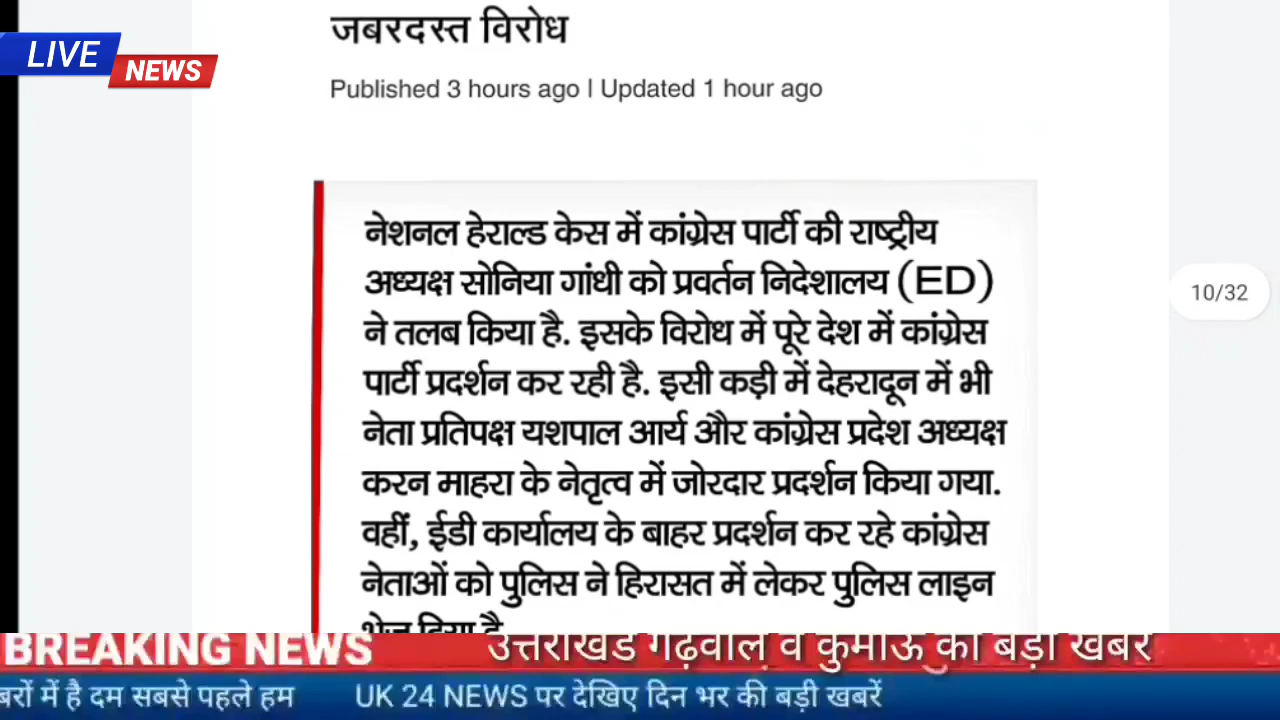 जबरदस्त विरोध
LIVE
NEWS
Published 3 hours ago | Updated 1 hour ago
नेशनल हेराल्ड केस में कांग्रेस पार्टी की राष्ट्रीय
अध्यक्ष सोनिया गांधी को प्रवर्तन निदेशालय (ED)
ने तलब किया है. इसके विरोध में पूरे देश में कांग्रेस
पार्टी प्रदर्शन कर रही है. इसी कड़ी में देहरादून में भी
नेता प्रतिपक्ष यशपाल आर्य और कांग्रेस प्रदेश अध्यक्ष
करन माहरा के नेतृत्व में जोरदार प्रदर्शन किया गया.
वहीं, ईडी कार्यालय के बाहर प्रदर्शन कर रहे कांग्रेस
नेताओं को पुलिस ने हिरासत में लेकर पुलिस लाइन
भेज दिया है
10/32
BREAKING NEWS उत्तराखंड गढ़वाल व कुमाऊं की बड़ी खबर
बरों में है दम सबसे पहले हम UK 24 NEWS पर देखिए दिन भर की बड़ी खबरें